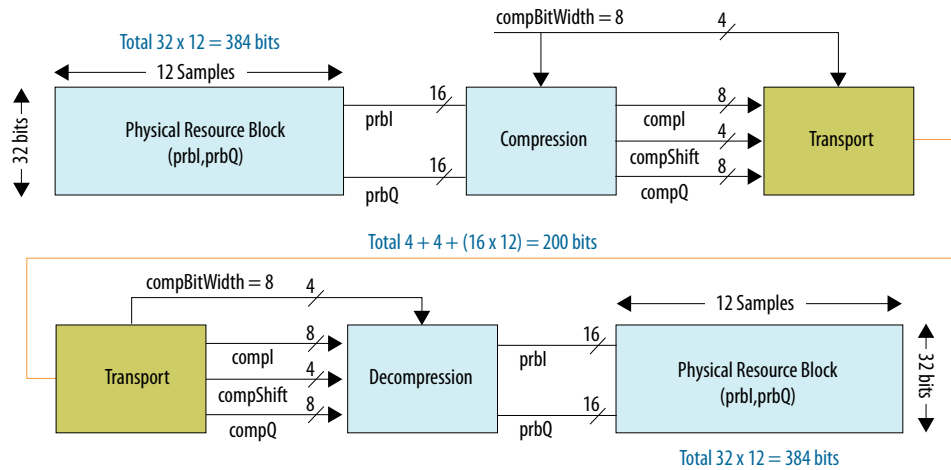 compBitWidth = 8
4
Total 32 x 12 = 384 bits
12 Samples
32 bits
Physical Resource Block
(prbI,prbQ)
16
prbI
16
prbQ
Compression
8
compI
4
compShift
8
compQ
Transport
Total 4 + 4 + (16 x 12) = 200 bits
compBitWidth = 8
4
Transport
8
compI
4
compShift
8
compQ
Decompression
prbI
16
prbQ
16
12 Samples
Physical Resource Block
(prbI,prbQ)
32 bits
Total 32 x 12 = 384 bits